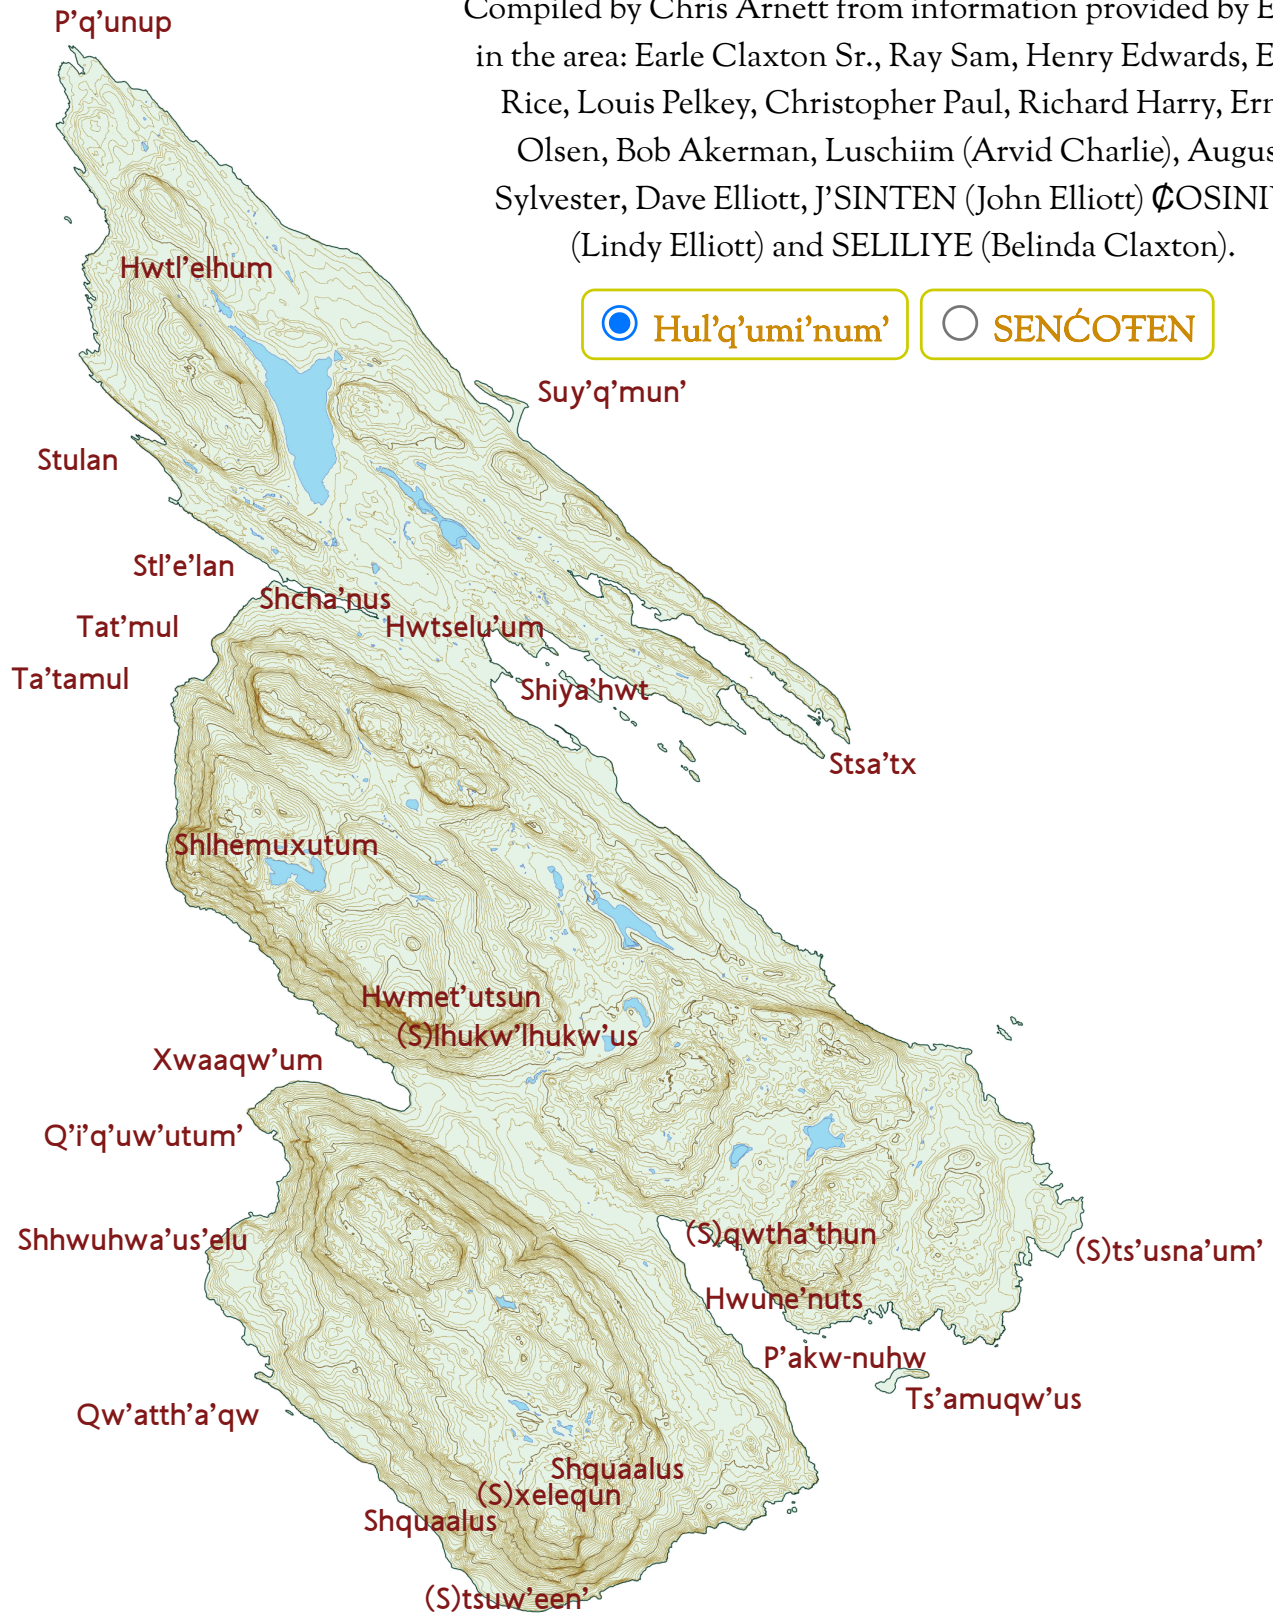 P’q’unup
Compiled by Chris Arnett from information provided by
in the area: Earle Claxton Sr., Ray Sam, Henry Edwards,
Rice, Louis Pelkey, Christopher Paul, Richard Harry,
Olsen, Bob Akerman, Luschiim (Arvid Charlie),
Sylvester, Dave Elliott, J’SINTEN (John Elliott)
(Lindy Elliott) and SELILIYE (Belinda Claxton).
Hul’q’umi’num’
SENĆOŦEN
Hwtl’elhum
Suy’q’mun’
Stulan
Stl’e’lan
Shcha’nus
Tat’mul
Hwtselu’um
Ta’tamul
Shiya’hwt
Stsa’tx
Shlhemuxutum
Hwmet’utsun
(S)lhukw’lhukw’us
Xwaaqw’um
Q’i’q’uw’utum’
Shhwuhwa’us’elu
(S)qwtha’thun
(S)ts’usna’um’
Hwune’nuts
P’akw-nuhw
Ts’amuqw’us
Qw’atth’a’qw
Shquaalus
(S)xelequn
Shquaalus
(S)tsuw’een’